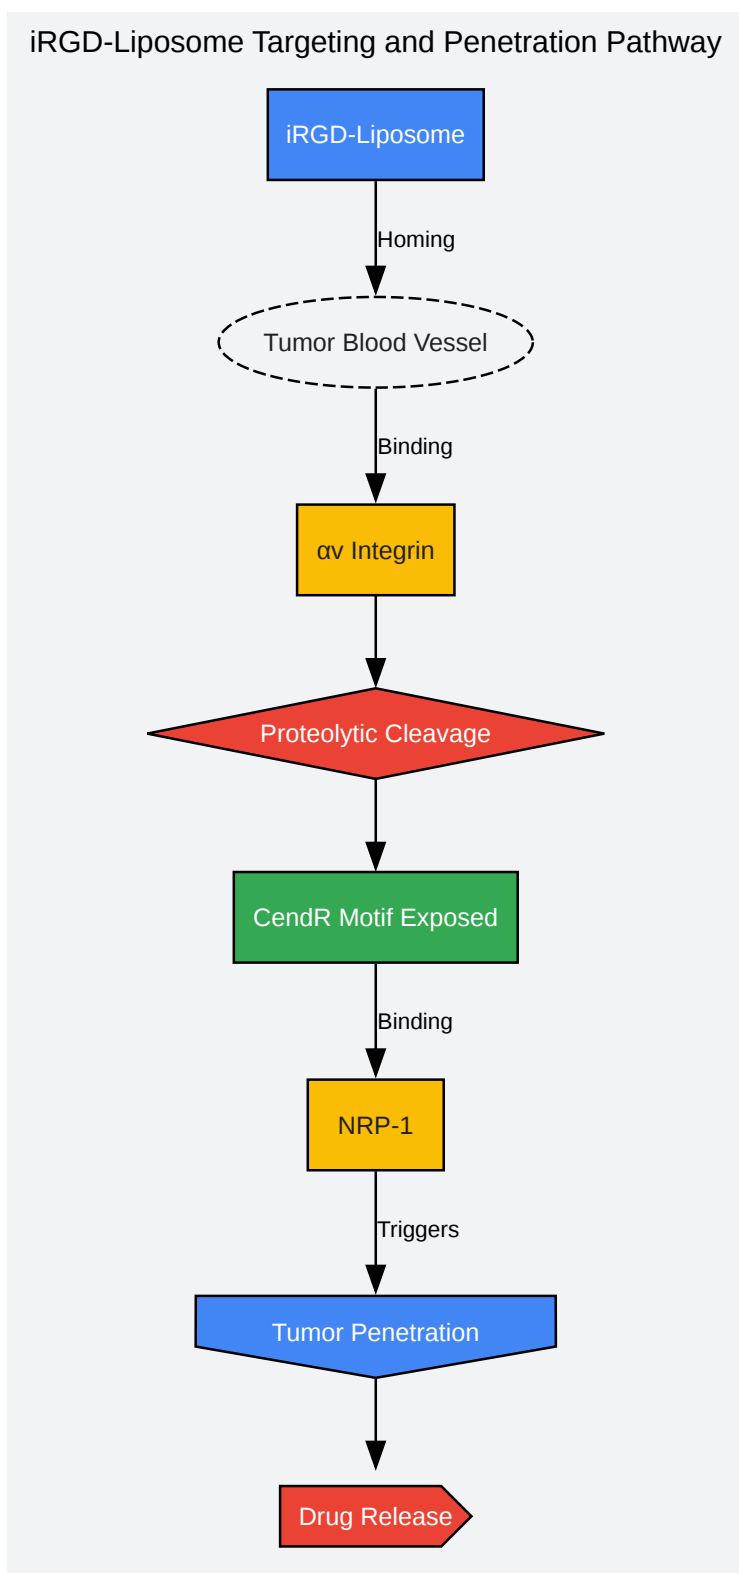 iRGD-Liposome Targeting and Penetration Pathway
iRGD-Liposome
Homing
Tumor Blood Vessel
Binding
αv Integrin
Proteolytic Cleavage
CendR Motif Exposed
Binding
NRP-1
Triggers
Tumor Penetration
Drug Release